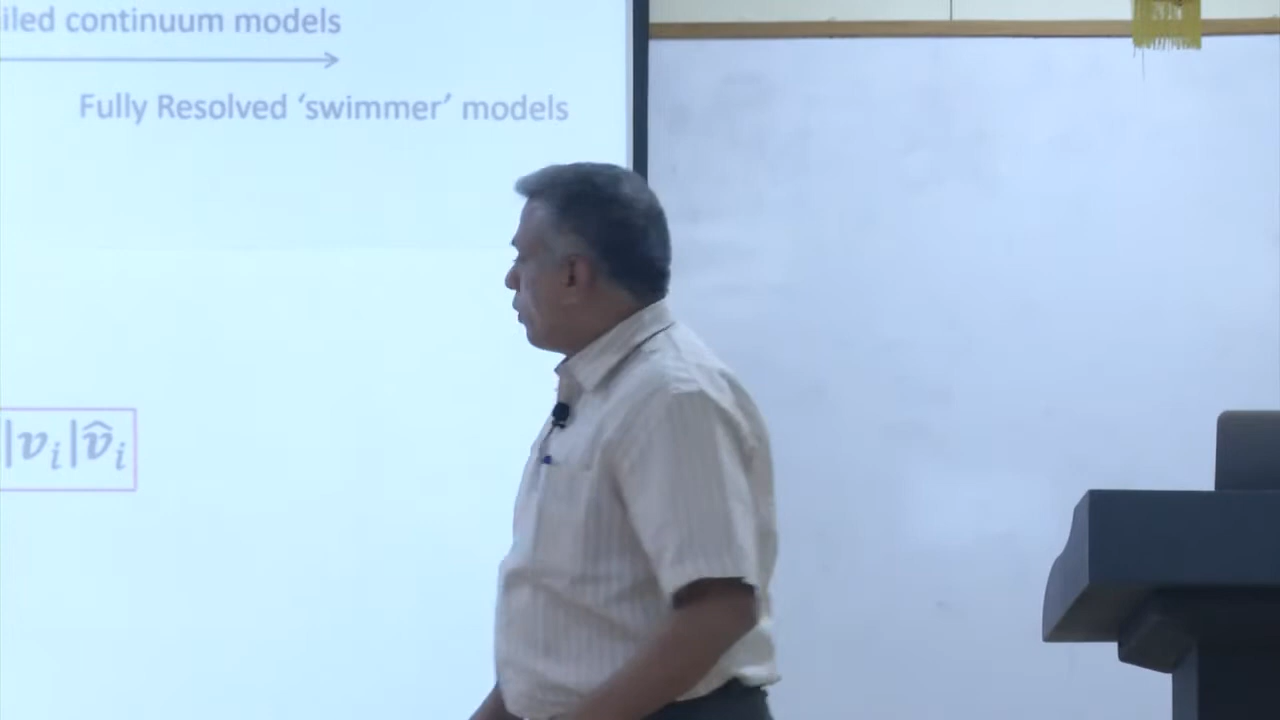 iled continuum models
Fully Resolved ‘swimmer’ models
|𝒗ᵢ|𝒗̂ᵢ